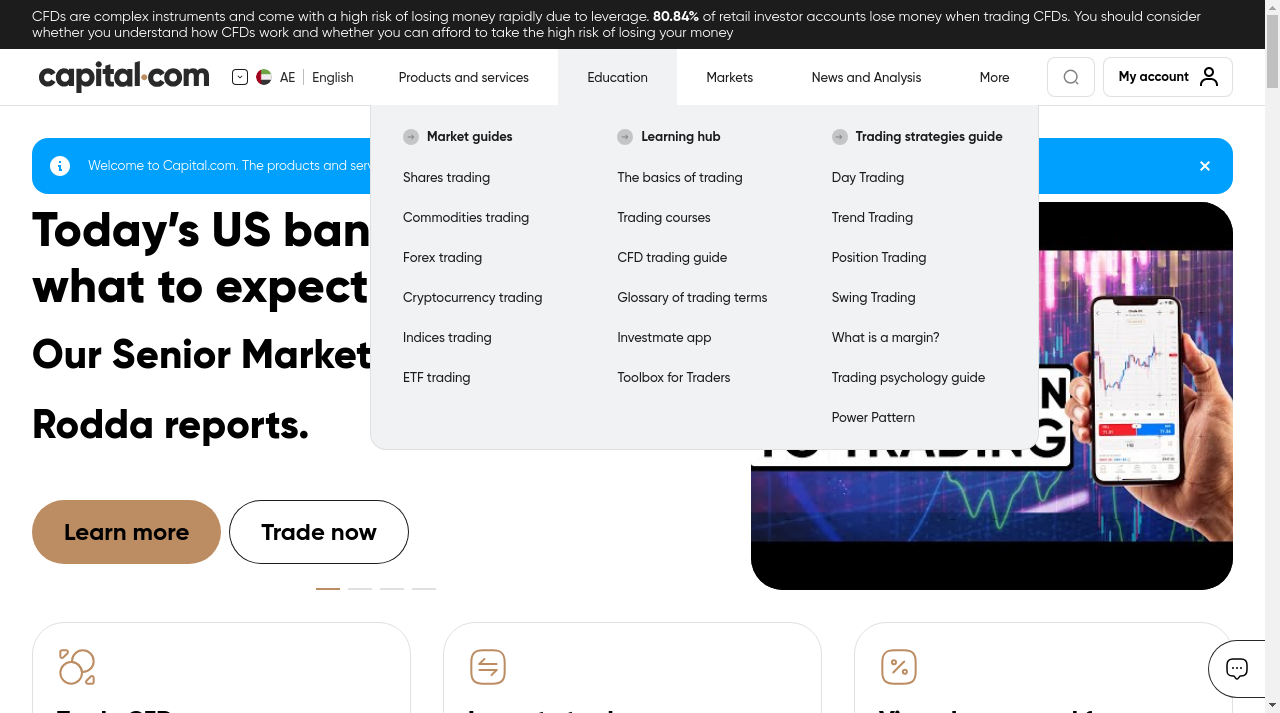 CFDs are complex instruments and come with a high risk of losing money rapidly due to leverage. 80.84% of retail investor accounts lose money when trading CFDs. You should consider
whether you understand how CFDs work and whether you can afford to take the high risk of losing your money
capital.com
AE English
Products and services
Education
Markets
News and Analysis
More
My account
Market guides
Shares trading
Commodities trading
Forex trading
Cryptocurrency trading
Indices trading
ETF trading
Learning hub
The basics of trading
Trading courses
CFD trading guide
Glossary of trading terms
Investmate app
Toolbox for Traders
Trading strategies guide
Day Trading
Trend Trading
Position Trading
Swing Trading
What is a margin?
Trading psychology guide
Power Pattern
Welcome to Capital.com. The products and
Today's US
what to expect
Our Senior Market
Rodda reports.
Learn more
Trade now